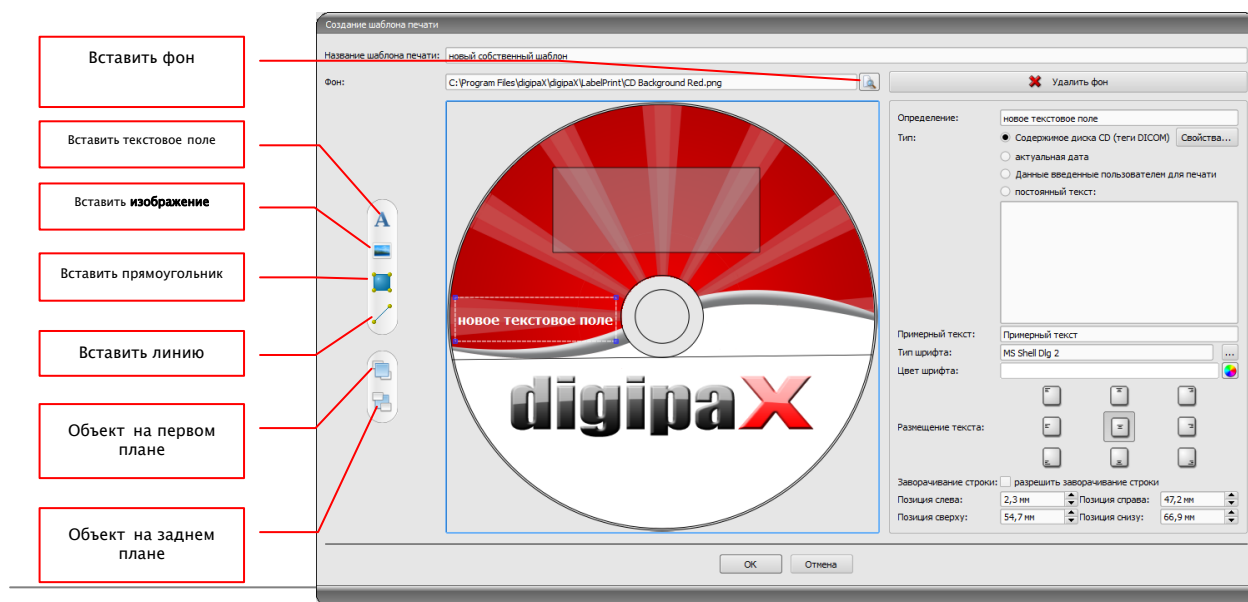 Создание шаблона печати
Название шаблона печати: новый собственный шаблон
Фон: C:\Program Files\digipaX\digipaX\LabelPrint\CD Background Red.png
Удалить фон
Вставить фон
Вставить текстовое поле
Вставить изображение
Вставить прямоугольник
Вставить линию
Объект на первом
плане
Объект на заднем
плане
A
новое текстовое поле
digipaX
Определение: новое текстовое поле
Тип: Содержиное диска CD (теги DICOM) Свойства...
актуальная дата
Данные введенные пользователен для печати
постоянный текст:
Принерный текст: Принерный текст
Тип шрифта: MS Shell Dlg 2 ...
Цвет шрифта:
Размещение текста:
Заворачивание строки: разрешить заворачивание строки
Позиция слева: 2,3 мм Позиция справа: 47,2 мм
Позиция сверху: 54,7 мм Позиция снизу: 66,9 мм
OK Отмена